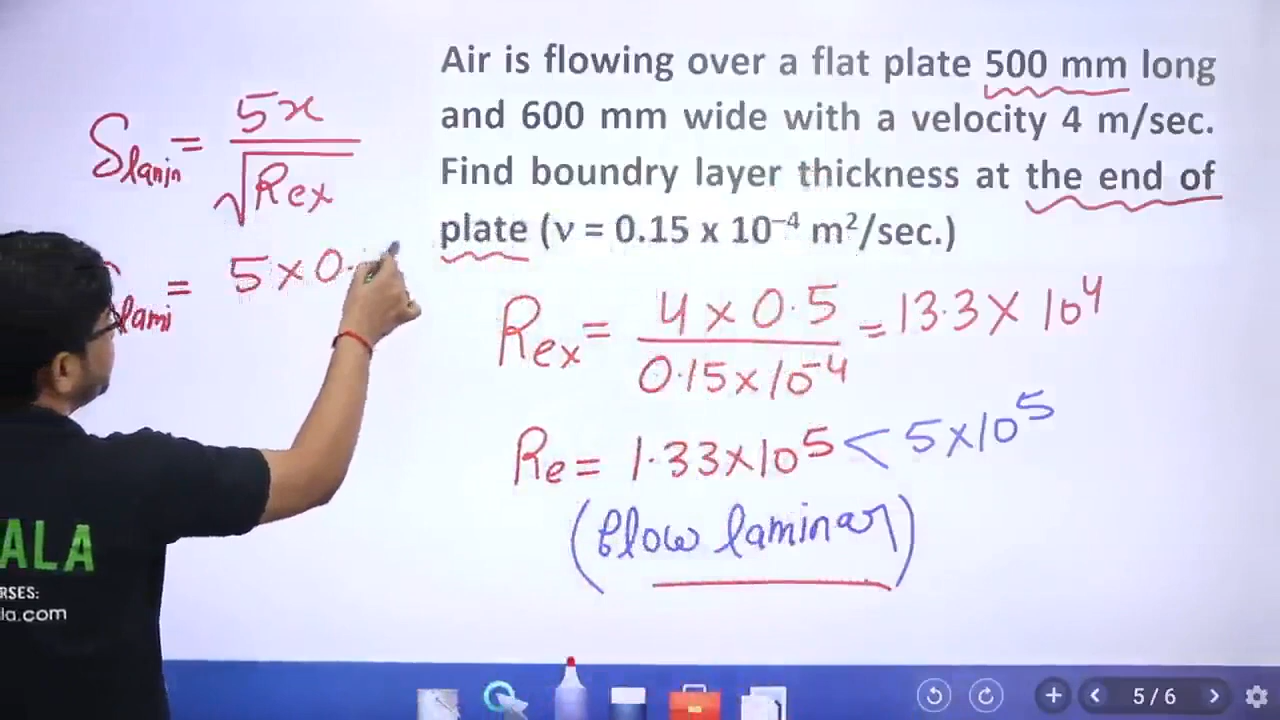 Air is flowing over a flat plate 500 mm long
and 600 mm wide with a velocity 4 m/sec.
Find boundry layer thickness at the end of
plate (ν = 0.15 x 10⁻⁴ m²/sec.)
δlamin = 5x / √Rex
δlami = 5 × 0.
Rex = 4 × 0.5 / 0.15 × 10⁻⁴ = 13.3 × 10⁴
Re = 1.33 × 10⁵ < 5 × 10⁵
(flow laminar)
ALA
RSES:
la.com
5 / 6